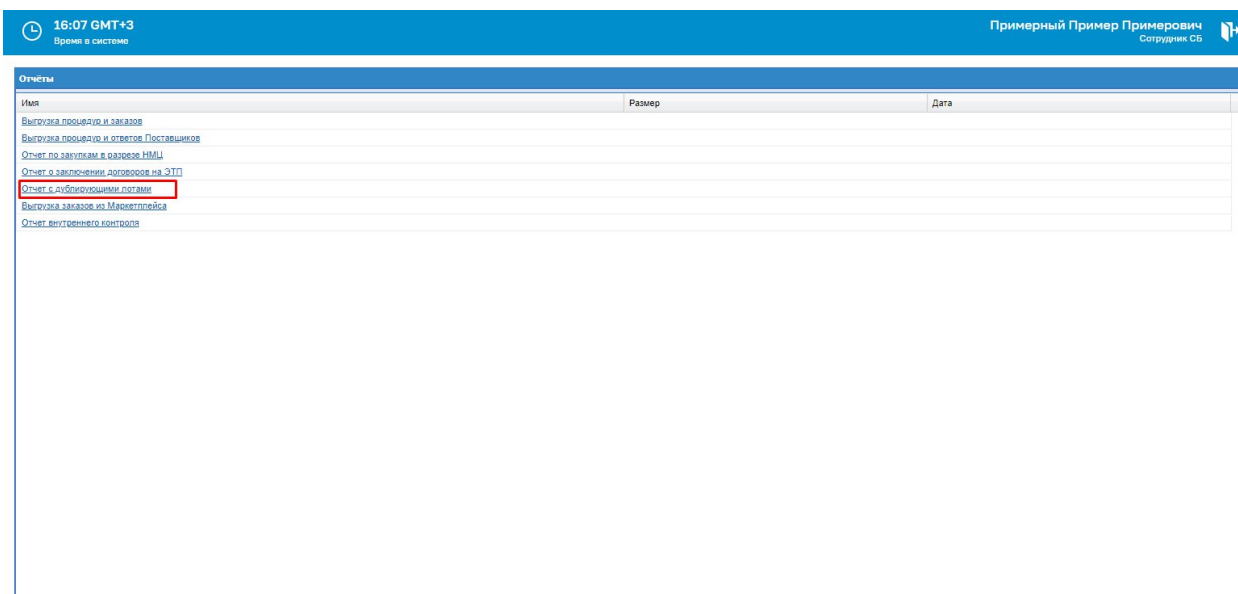 16:07 GMT+3
Время в системе
Примерный Пример Примерович
Сотрудник СБ
Отчёты
Имя Размер Дата
Выгрузка процедур и заказов
Выгрузка процедур и ответов Поставщиков
Отчет по закупкам в разрезе НМЦ
Отчет о заключении договоров на ЭТП
Отчет с дублирующими лотами
Выгрузка заказов из Маркетплейса
Отчет внутреннего контроля